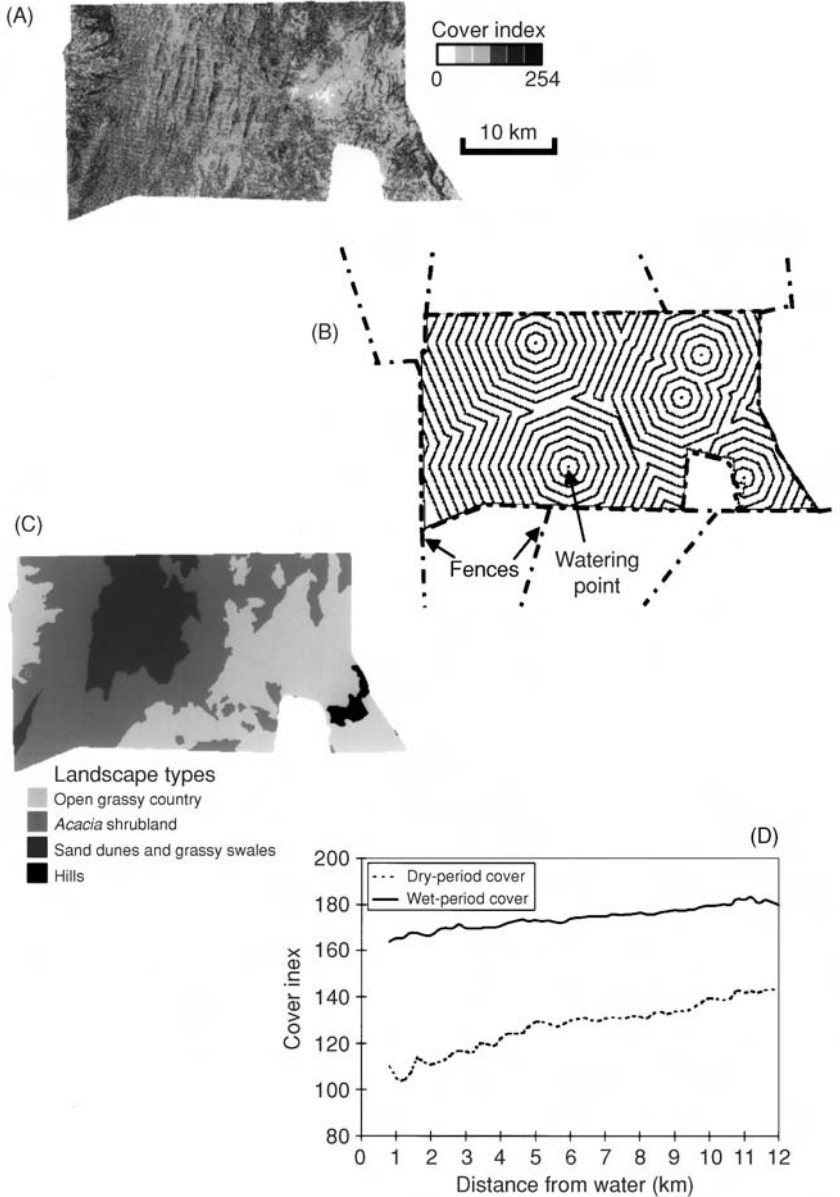 (A)
Cover index
0 254
10 km
(B)
Fences
Watering
point
(C)
Landscape types
Open grassy country
Acacia shrubland
Sand dunes and grassy swales
Hills
(D)
200
180
160
140
120
100
80
Cover inex
Dry-period cover
Wet-period cover
0 1 2 3 4 5 6 7 8 9 10 11 12
Distance from water (km)